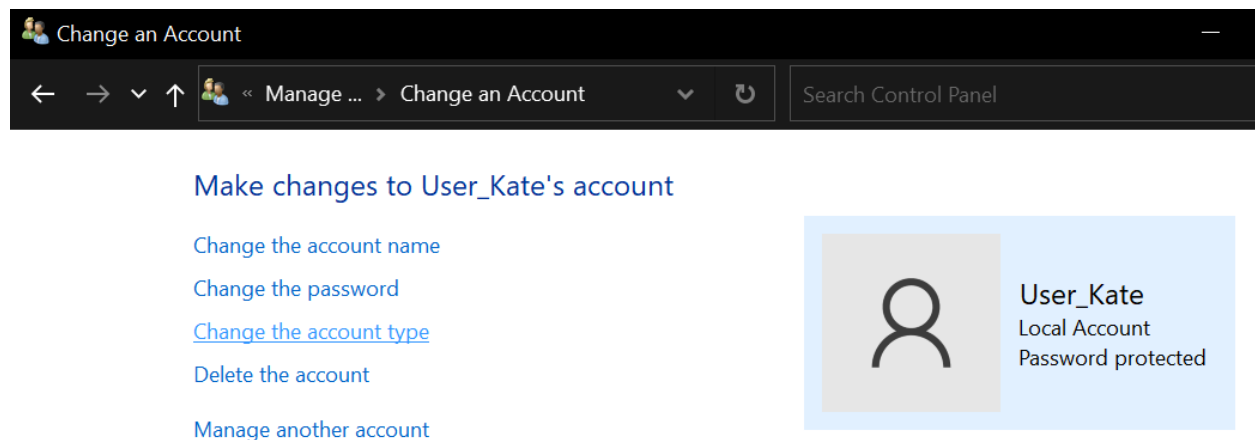 Change an Account
« Manage ... > Change an Account
Search Control Panel
Make changes to User_Kate's account
Change the account name
Change the password
Change the account type
Delete the account
Manage another account
User_Kate
Local Account
Password protected